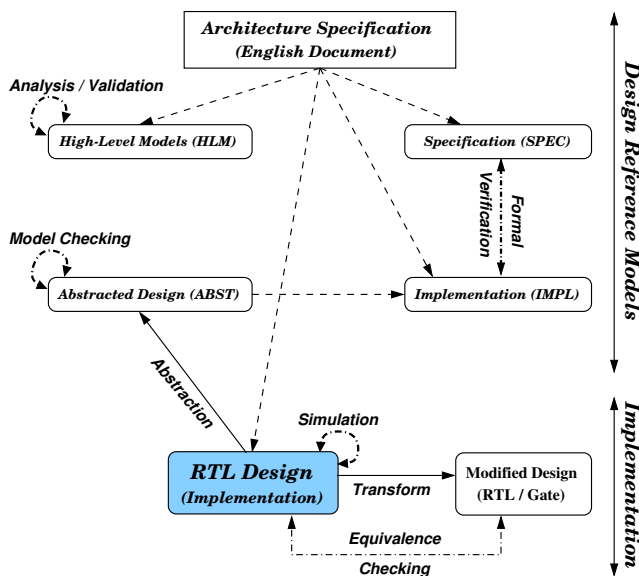 Architecture Specification
(English Document)
Analysis / Validation
High-Level Models (HLM)
Specification (SPEC)
Formal
Verification
Design Reference Models
Model Checking
Abstracted Design (ABST)
Implementation (IMPL)
Abstraction
Simulation
RTL Design
(Implementation)
Transform
Modified Design
(RTL / Gate)
Equivalence
Checking
Implementation